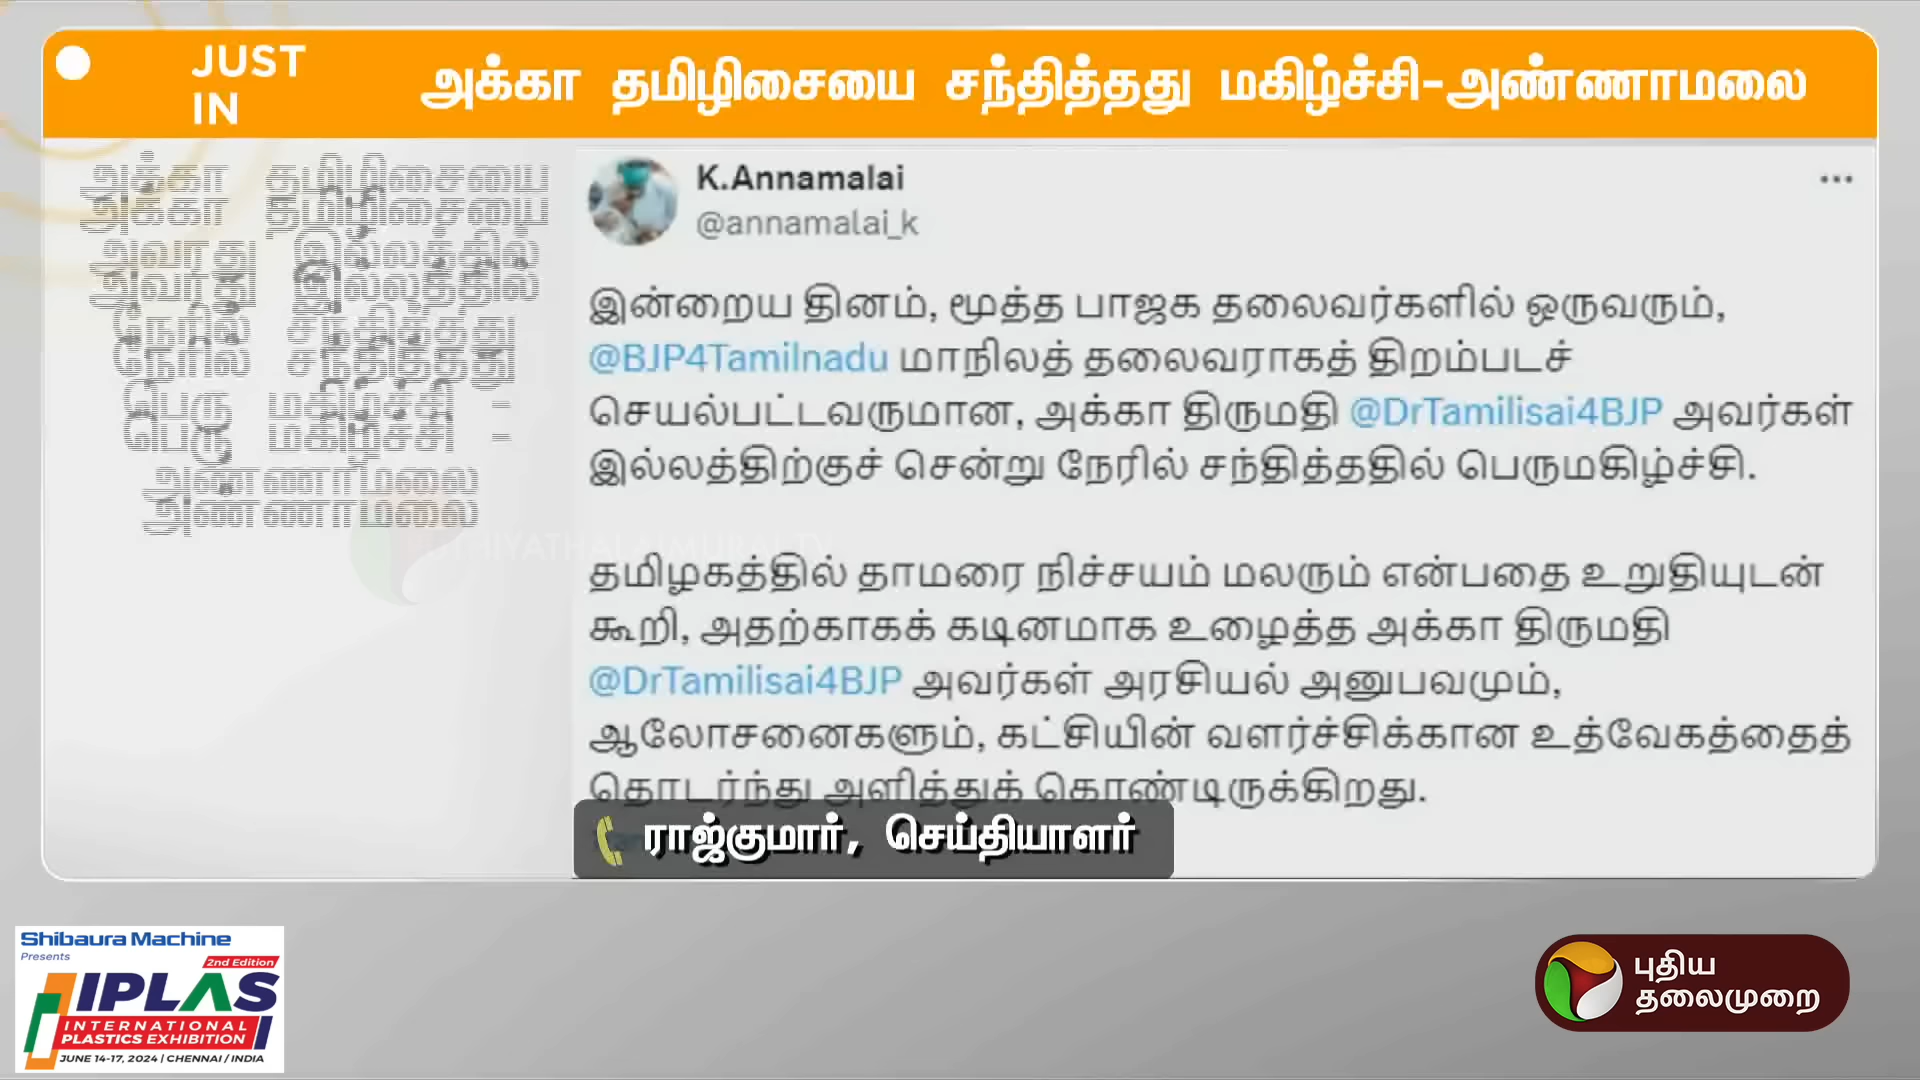 JUST
IN
அக்கா தமிழிசையை சந்தித்தது மகிழ்ச்சி-அண்ணாமலை
அக்கா தமிழிசையை
அவரது இல்லத்தில்
நேரில் சந்தித்தது
பெரு மகிழ்ச்சி -
அண்ணாமலை
K.Annamalai
@annamalai_k
இன்றைய தினம், மூத்த பாஜக தலைவர்களில் ஒருவரும்,
@BJP4Tamilnadu மாநிலத் தலைவராகத் திறம்படச்
செயல்பட்டவருமான, அக்கா திருமதி @DrTamilisai4BJP அவர்கள்
இல்லத்திற்குச் சென்று நேரில் சந்தித்ததில் பெருமகிழ்ச்சி.
தமிழகத்தில் தாமரை நிச்சயம் மலரும் என்பதை உறுதியுடன்
கூறி, அதற்காகக் கடினமாக உழைத்த அக்கா திருமதி
@DrTamilisai4BJP அவர்கள் அரசியல் அனுபவமும்,
ஆலோசனைகளும், கட்சியின் வளர்ச்சிக்கான உத்வேகத்தைத்
தொடர்ந்து அளித்துக் கொண்டிருக்கிறது.
PUTHIYATHALAIMURAI TV
ராஜ்குமார், செய்தியாளர்
Shibaura Machine
Presents
2nd Edition
IPLAS
INTERNATIONAL
PLASTICS EXHIBITION
JUNE 14-17, 2024 | CHENNAI / INDIA
புதிய
தலைமுறை